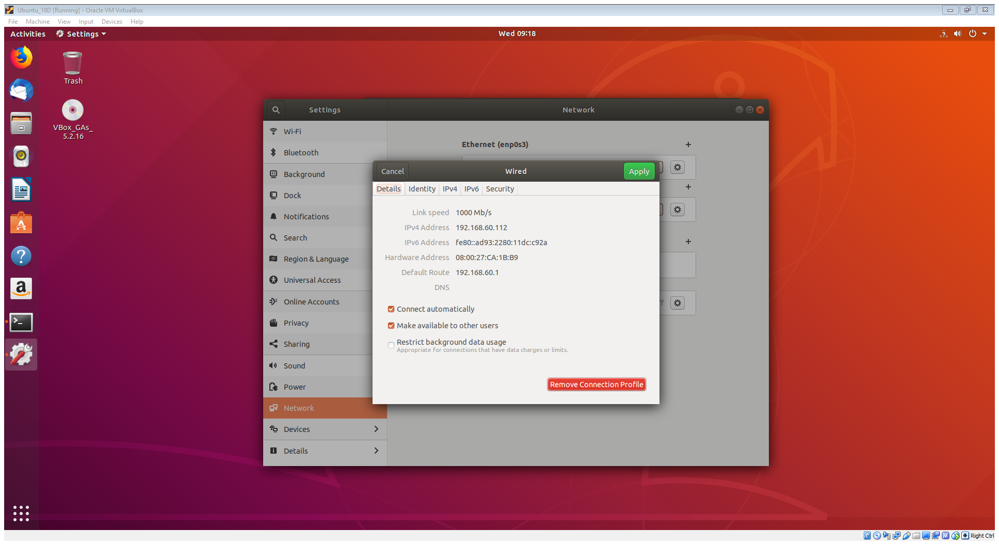 Ubuntu_18D [Running] - Oracle VM VirtualBox
File Machine View Input Devices Help
Activities Settings Wed 09:18
Trash
VBox_GAs_
5.2.16
Settings Network
Wi-Fi
Bluetooth
Background
Dock
Notifications
Search
Region & Language
Universal Access
Online Accounts
Privacy
Sharing
Sound
Power
Network
Devices
Details
Ethernet (enp0s3) +
+
+
Cancel Wired Apply
Details Identity IPv4 IPv6 Security
Link speed 1000 Mb/s
IPv4 Address 192.168.60.112
IPv6 Address fe80::ad93:2280:11dc:c92a
Hardware Address 08:00:27:CA:1B:B9
Default Route 192.168.60.1
DNS
Connect automatically
Make available to other users
Restrict background data usage
Appropriate for connections that have data charges or limits.
Remove Connection Profile
Right Ctrl